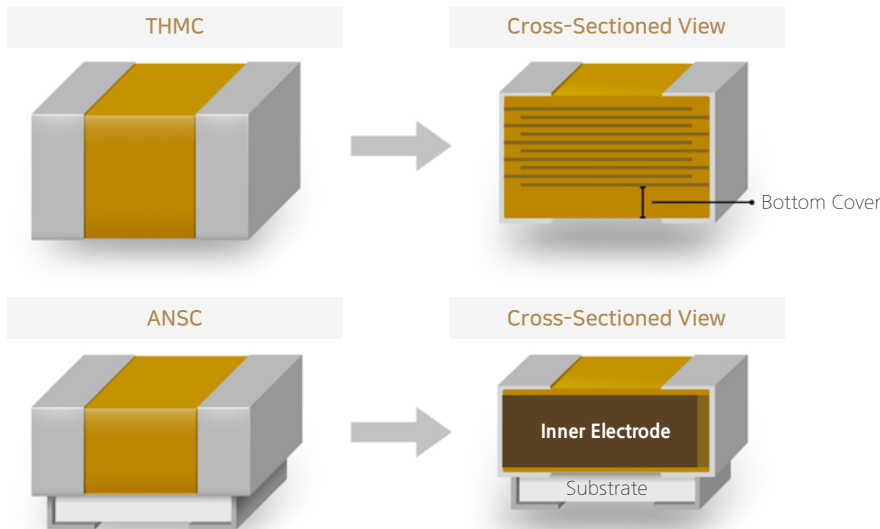 THMC
Cross-Sectioned View
Bottom Cover
ANSC
Cross-Sectioned View
Inner Electrode
Substrate